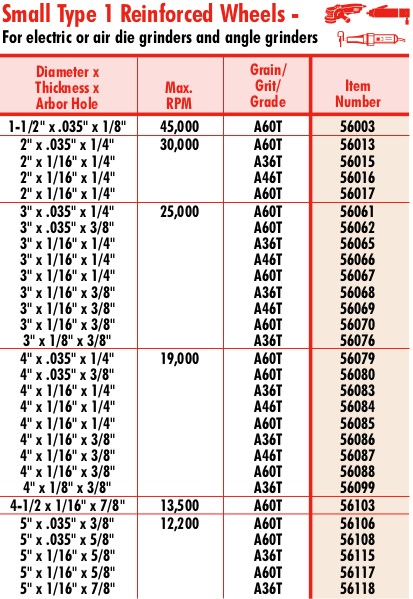 Small Type 1 Reinforced Wheels -
For electric or air die grinders and angle grinders
Diameter x Thickness x Arbor Hole Max. RPM Grain/ Grit/ Grade Item Number
1-1/2" x .035" x 1/8" 45,000 A60T 56003
2" x .035" x 1/4" 30,000 A60T 56013
2" x 1/16" x 1/4" A36T 56015
2" x 1/16" x 1/4" A46T 56016
2" x 1/16" x 1/4" A60T 56017
3" x .035" x 1/4" 25,000 A60T 56061
3" x .035" x 3/8" A60T 56062
3" x 1/16" x 1/4" A36T 56065
3" x 1/16" x 1/4" A46T 56066
3" x 1/16" x 1/4" A60T 56067
3" x 1/16" x 3/8" A36T 56068
3" x 1/16" x 3/8" A46T 56069
3" x 1/16" x 3/8" A60T 56070
3" x 1/8" x 3/8" A36T 56076
4" x .035" x 1/4" 19,000 A60T 56079
4" x .035" x 3/8" A60T 56080
4" x 1/16" x 1/4" A36T 56083
4" x 1/16" x 1/4" A46T 56084
4" x 1/16" x 1/4" A60T 56085
4" x 1/16" x 3/8" A36T 56086
4" x 1/16" x 3/8" A46T 56087
4" x 1/16" x 3/8" A60T 56088
4" x 1/8" x 3/8" A36T 56099
4-1/2 x 1/16" x 7/8" 13,500 A60T 56103
5" x .035" x 3/8" 12,200 A60T 56106
5" x .035" x 5/8" A60T 56108
5" x 1/16" x 5/8" A36T 56115
5" x 1/16" x 5/8" A60T 56117
5" x 1/16" x 7/8" A36T 56118